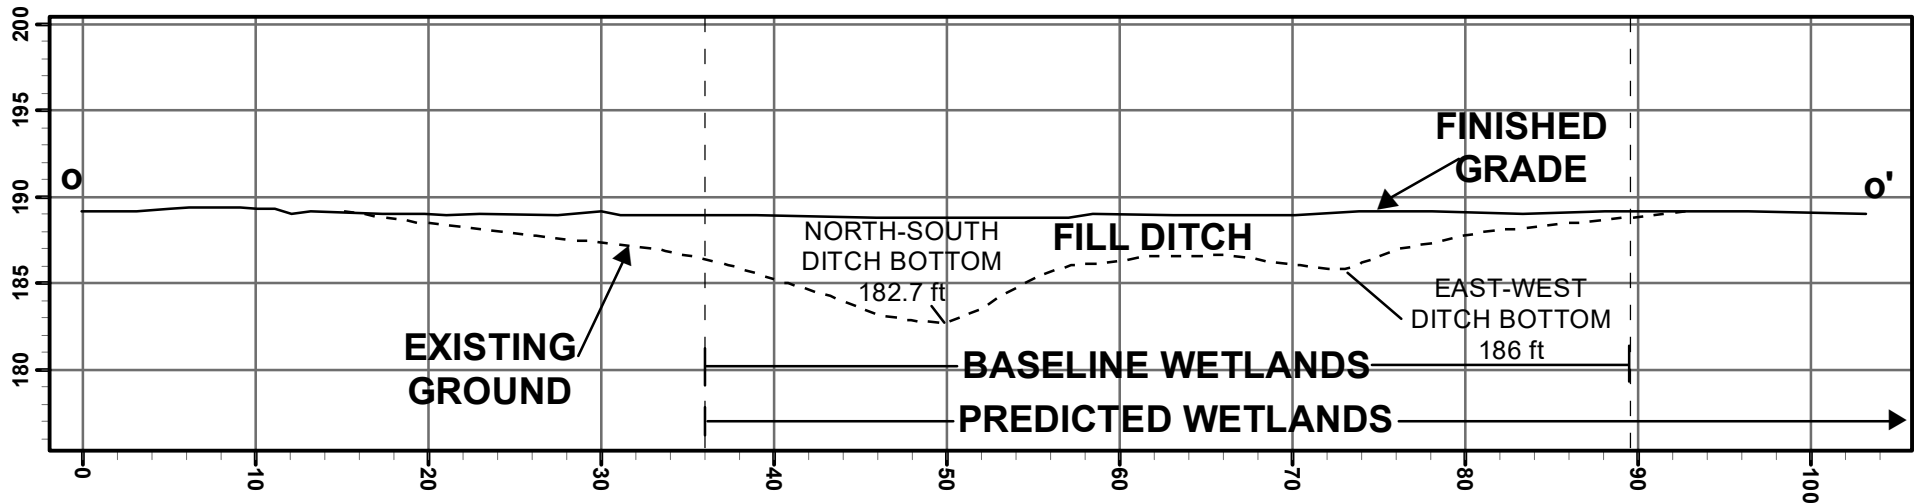 200
195
190
185
180
O
O'
FINISHED
GRADE
NORTH-SOUTH
DITCH BOTTOM
182.7 ft
FILL DITCH
EAST-WEST
DITCH BOTTOM
186 ft
EXISTING
GROUND
BASELINE WETLANDS
PREDICTED WETLANDS
0
10
20
30
40
50
60
70
80
90
100